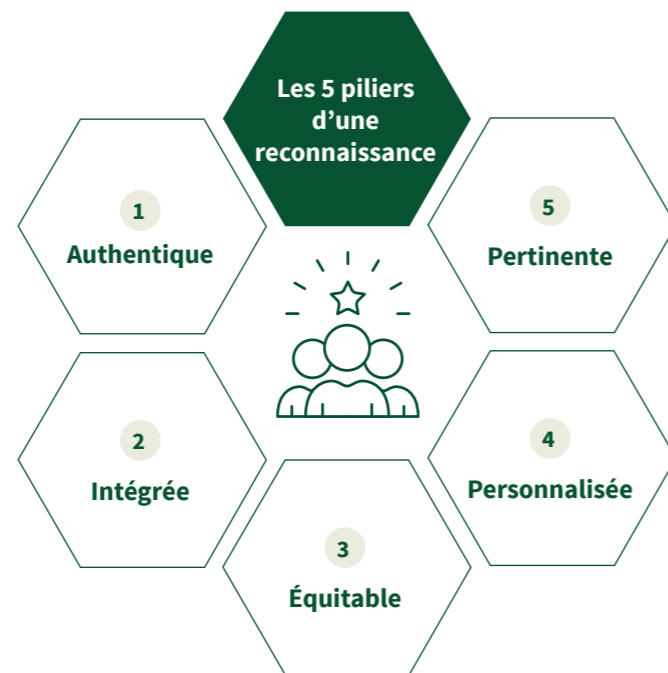 Les 5 piliers
d’une
reconnaissance
1
Authentique
2
Intégrée
3
Équitable
4
Personnalisée
5
Pertinente